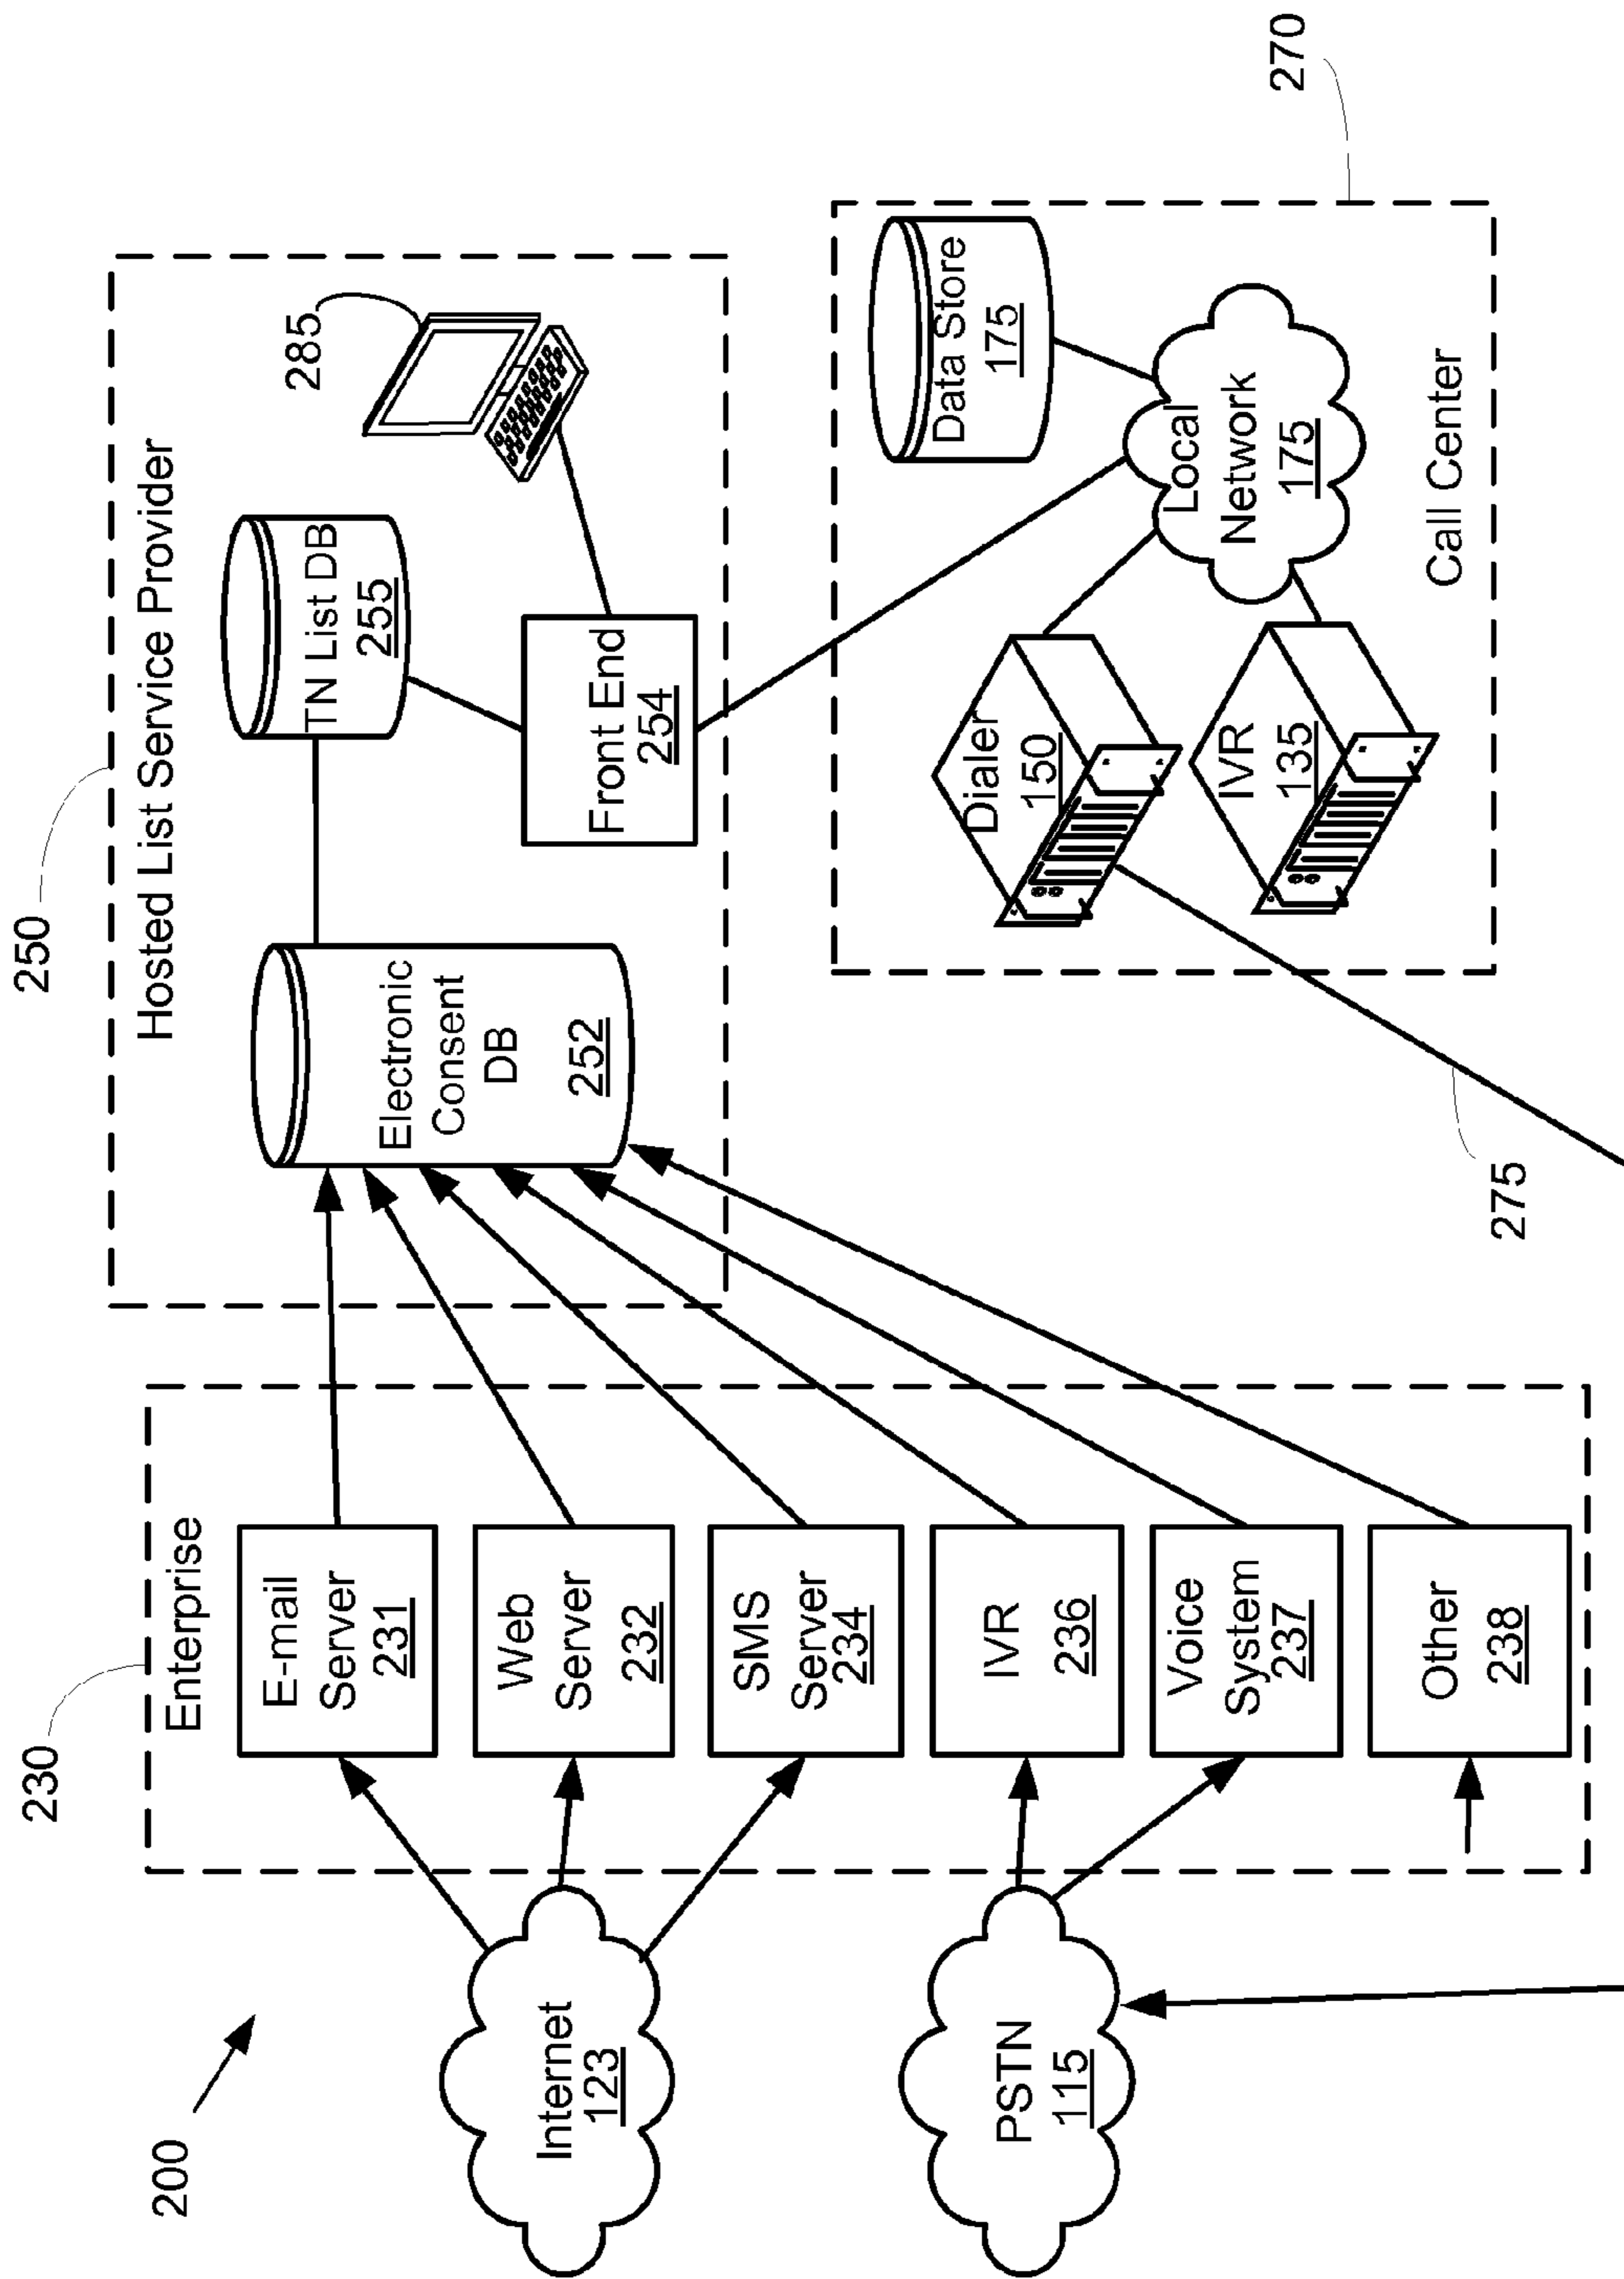 200
230
250
Enterprise
Hosted List Service Provider
Internet
123
E-mail
Server
231
Web
Server
232
SMS
Server
234
Electronic
Consent
DB
252
TN List DB
255
Front End
254
285
PSTN
115
IVR
236
Voice
System
237
Other
238
Dialer
150
IVR
135
Data Store
175
Local
Network
175
Call Center
270
275